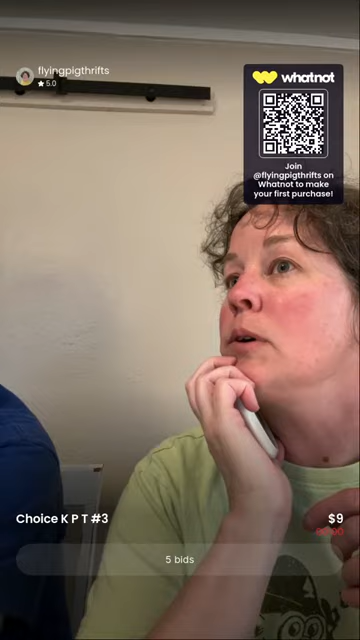 flyingpigthrifts
5.0
whatnot
Join
@flyingpigthrifts on
Whatnot to make
your first purchase!
Choice K P T #3
$9
5 bids